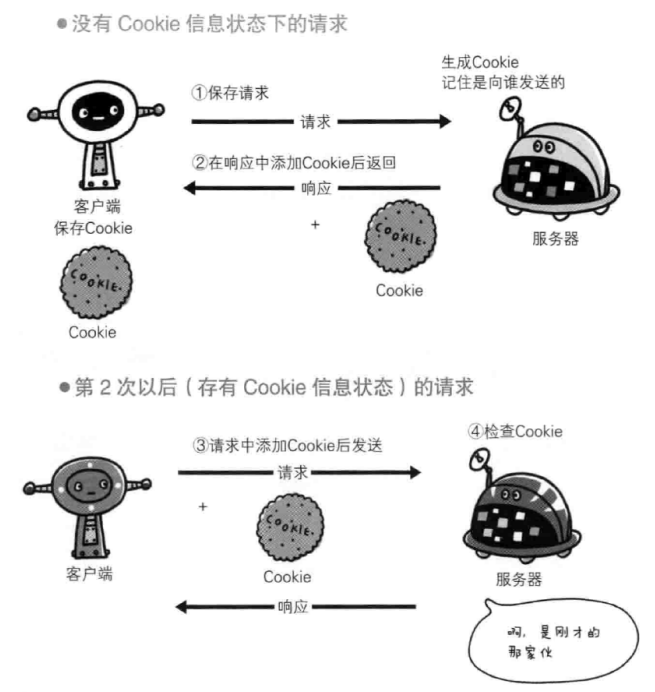 ●没有 Cookie 信息状态下的请求
生成Cookie
记住是向谁发送的
①保存请求
请求
②在响应中添加Cookie后返回
响应
客户端
保存Cookie
+
COOKIE.
服务器
Cookie
COOKIE.
Cookie
●第 2 次以后（存有 Cookie 信息状态）的请求
④检查Cookie
③请求中添加Cookie后发送
请求
+
COOKIE.
客户端
Cookie
服务器
响应
啊，是刚才的
那家伙